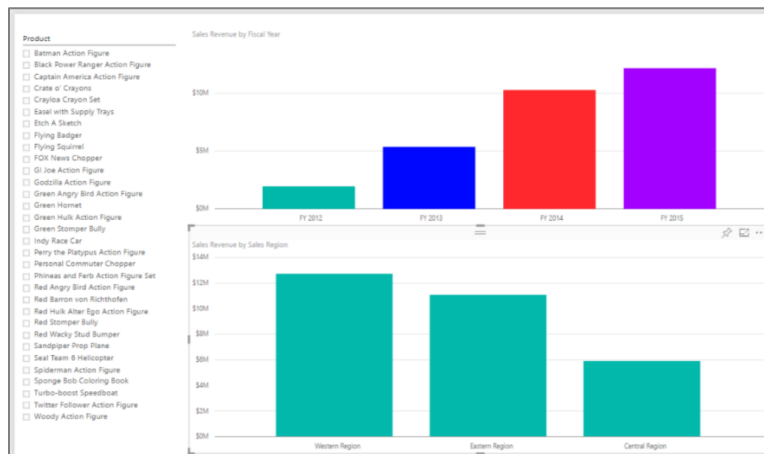 Product
Batman Action Figure
Black Power Ranger Action Figure
Captain America Action Figure
Crate o' Crayons
Crayloa Crayon Set
Easel with Supply Trays
Etch A Sketch
Flying Badger
Flying Squirrel
FOX News Chopper
GI Joe Action Figure
Godzilla Action Figure
Green Angry Bird Action Figure
Green Hornet
Green Hulk Action Figure
Green Stomper Bully
Indy Race Car
Perry the Platypus Action Figure
Personal Commuter Chopper
Phineas and Ferb Action Figure Set
Red Angry Bird Action Figure
Red Barron von Richthofen
Red Hulk Alter Ego Action Figure
Red Stomper Bully
Red Wacky Stud Bumper
Sandpiper Prop Plane
Seal Team 6 Helicopter
Spiderman Action Figure
Sponge Bob Coloring Book
Turbo-boost Speedboat
Twitter Follower Action Figure
Woody Action Figure
Sales Revenue by Fiscal Year
$10M
$5M
$0M
FY 2012 FY 2013 FY 2014 FY 2015
Sales Revenue by Sales Region
$14M
$12M
$10M
$8M
$6M
$4M
$2M
$0M
Western Region Eastern Region Central Region